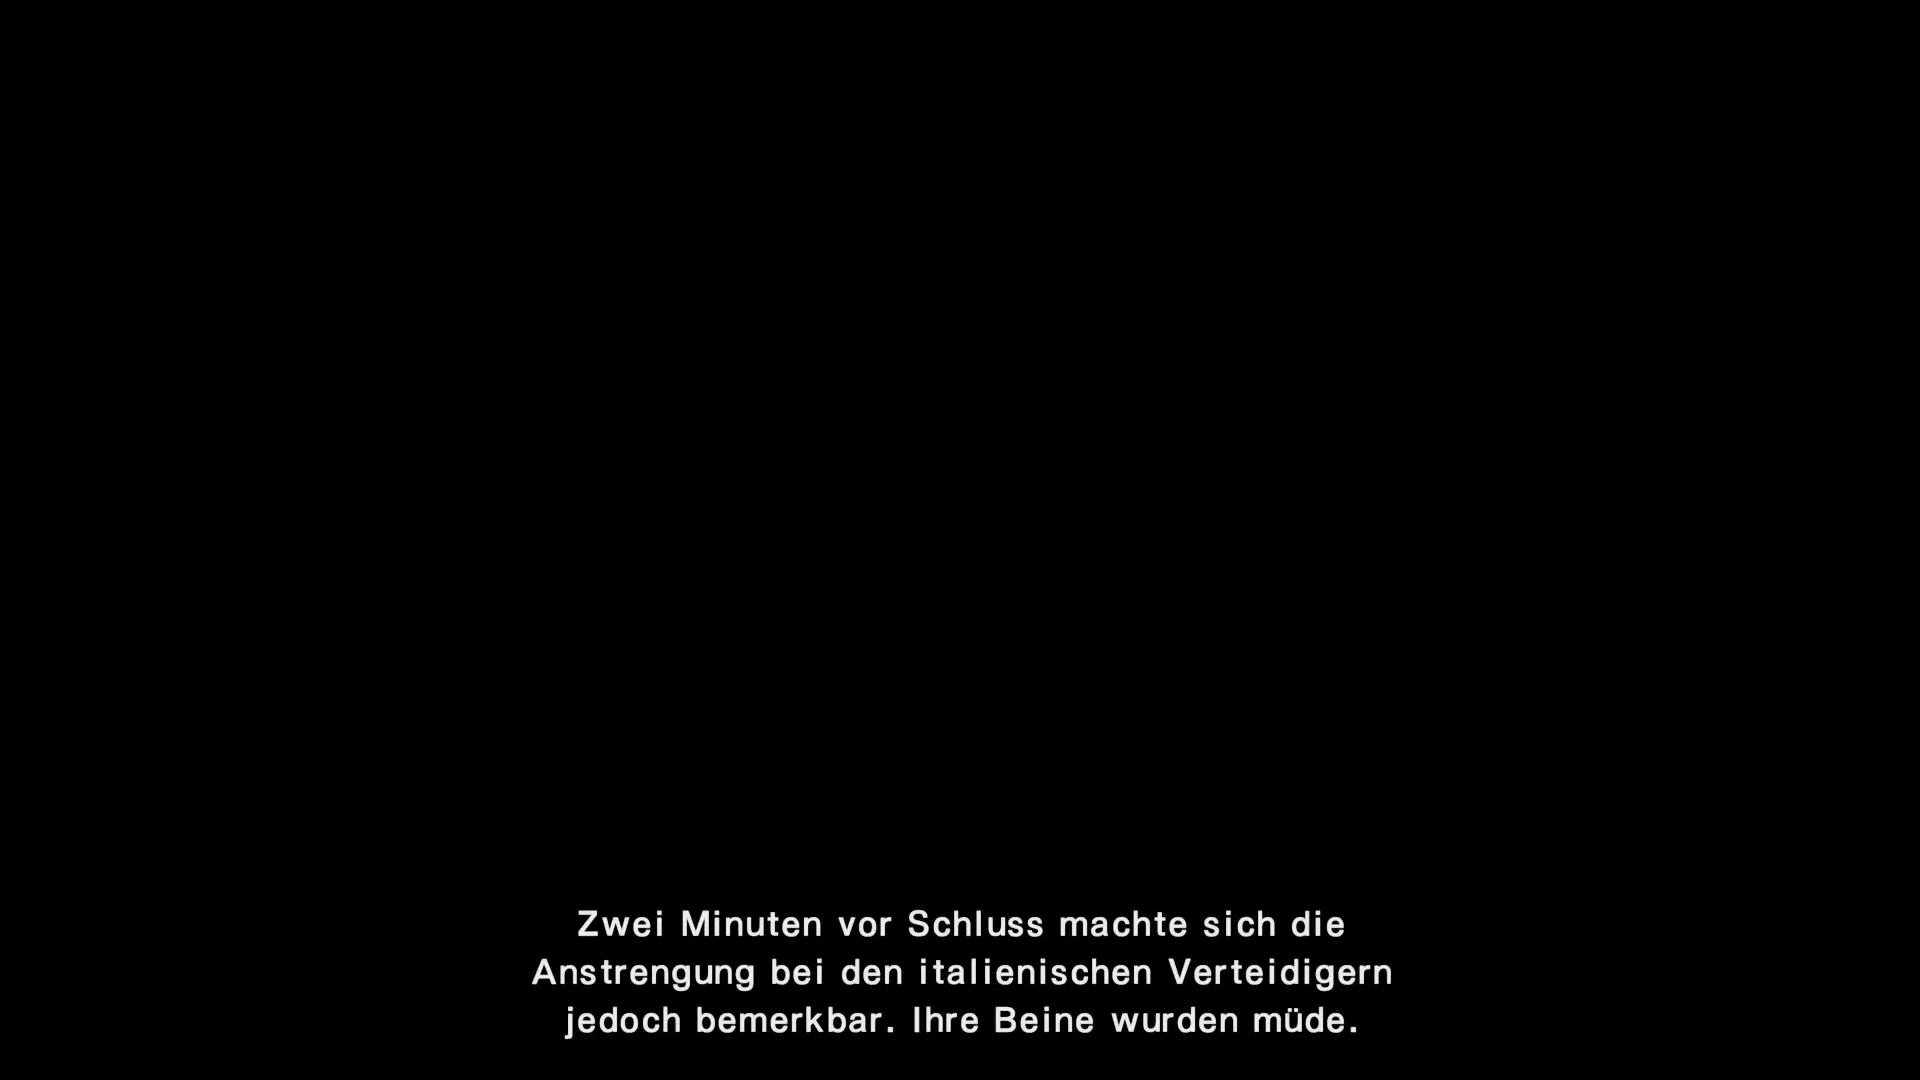 Zwei Minuten vor Schluss machte sich die
Anstrengung bei den italienischen Verteidigern
jedoch bemerkbar. Ihre Beine wurden müde.